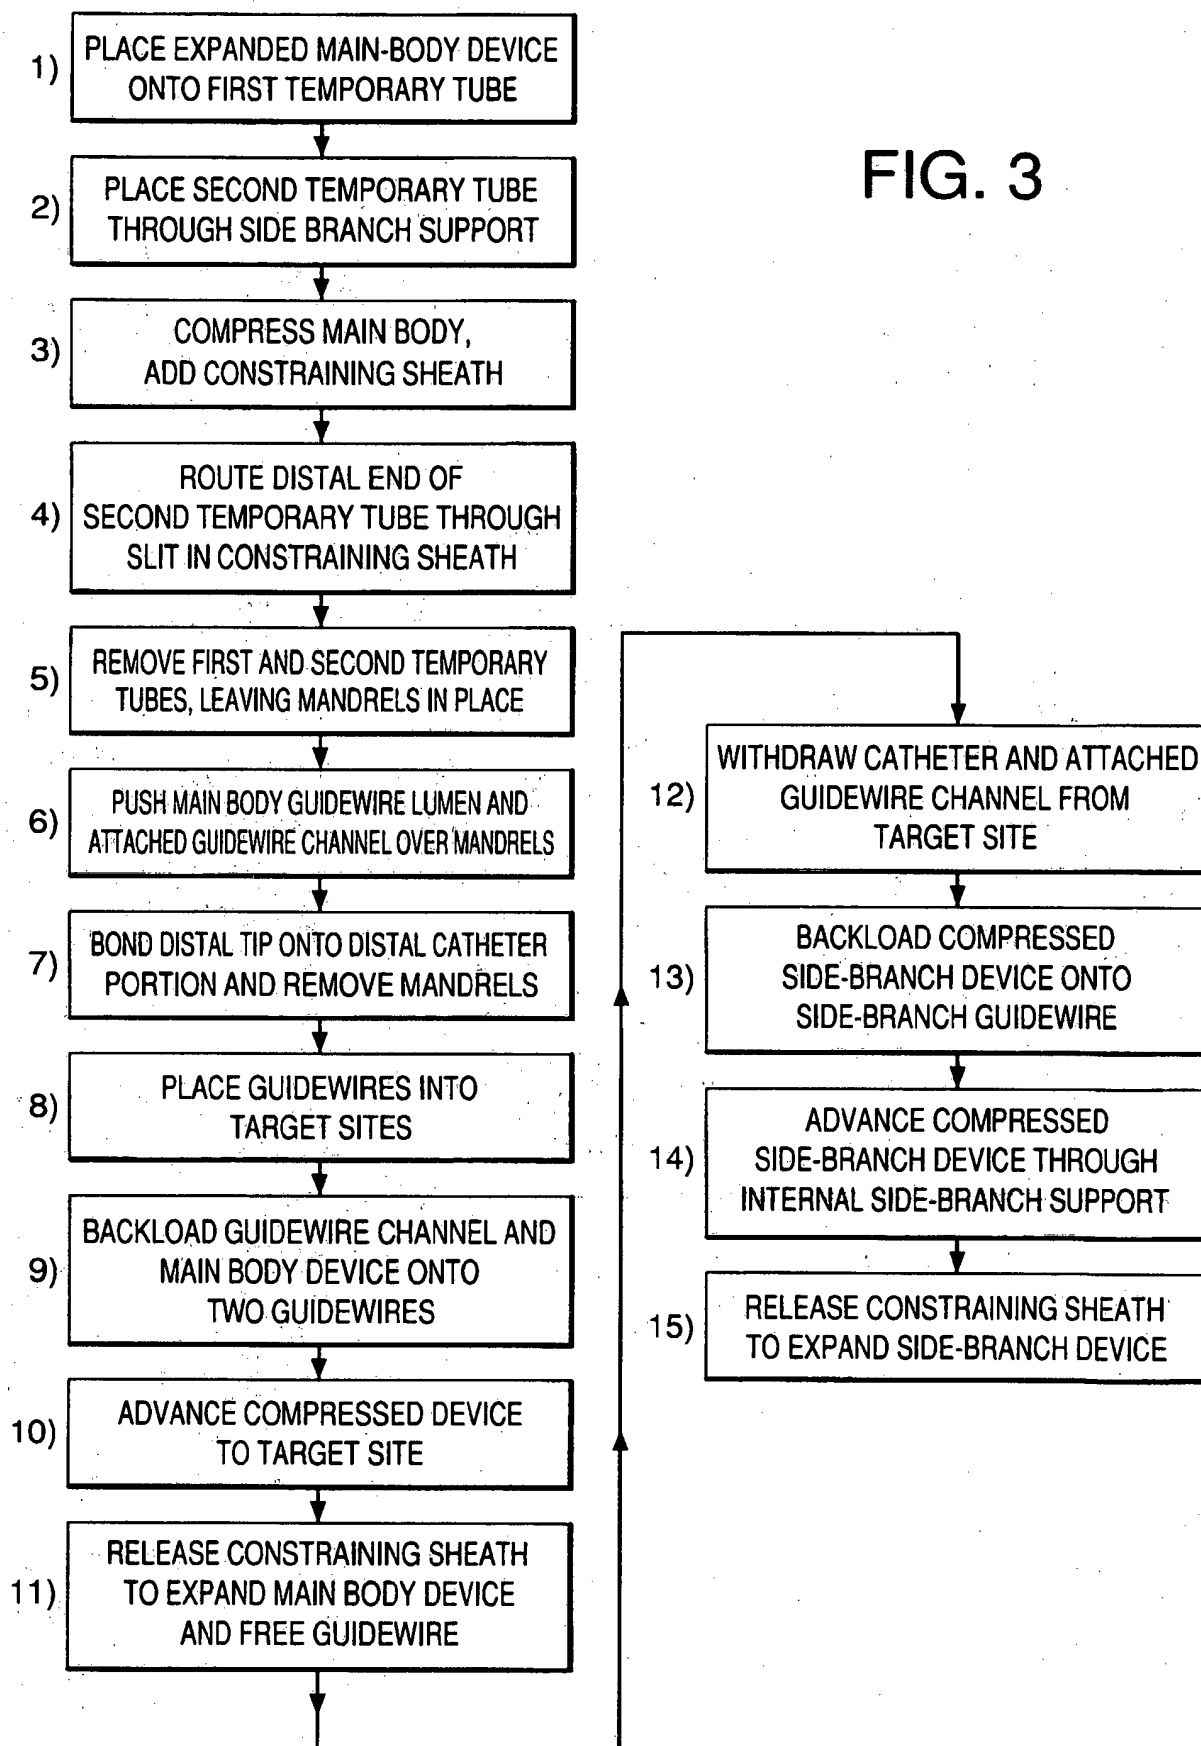 FIG. 3
1)
PLACE EXPANDED MAIN-BODY DEVICE
ONTO FIRST TEMPORARY TUBE
2)
PLACE SECOND TEMPORARY TUBE
THROUGH SIDE BRANCH SUPPORT
3)
COMPRESS MAIN BODY,
ADD CONSTRAINING SHEATH
4)
ROUTE DISTAL END OF
SECOND TEMPORARY TUBE THROUGH
SLIT IN CONSTRAINING SHEATH
5)
REMOVE FIRST AND SECOND TEMPORARY
TUBES, LEAVING MANDRELS IN PLACE
6)
PUSH MAIN BODY GUIDEWIRE LUMEN AND
ATTACHED GUIDEWIRE CHANNEL OVER MANDRELS
7)
BOND DISTAL TIP ONTO DISTAL CATHETER
PORTION AND REMOVE MANDRELS
8)
PLACE GUIDEWIRES INTO
TARGET SITES
9)
BACKLOAD GUIDEWIRE CHANNEL AND
MAIN BODY DEVICE ONTO
TWO GUIDEWIRES
10)
ADVANCE COMPRESSED DEVICE
TO TARGET SITE
11)
RELEASE CONSTRAINING SHEATH
TO EXPAND MAIN BODY DEVICE
AND FREE GUIDEWIRE
12)
WITHDRAW CATHETER AND ATTACHED
GUIDEWIRE CHANNEL FROM
TARGET SITE
13)
BACKLOAD COMPRESSED
SIDE-BRANCH DEVICE ONTO
SIDE-BRANCH GUIDEWIRE
14)
ADVANCE COMPRESSED
SIDE-BRANCH DEVICE THROUGH
INTERNAL SIDE-BRANCH SUPPORT
15)
RELEASE CONSTRAINING SHEATH
TO EXPAND SIDE-BRANCH DEVICE